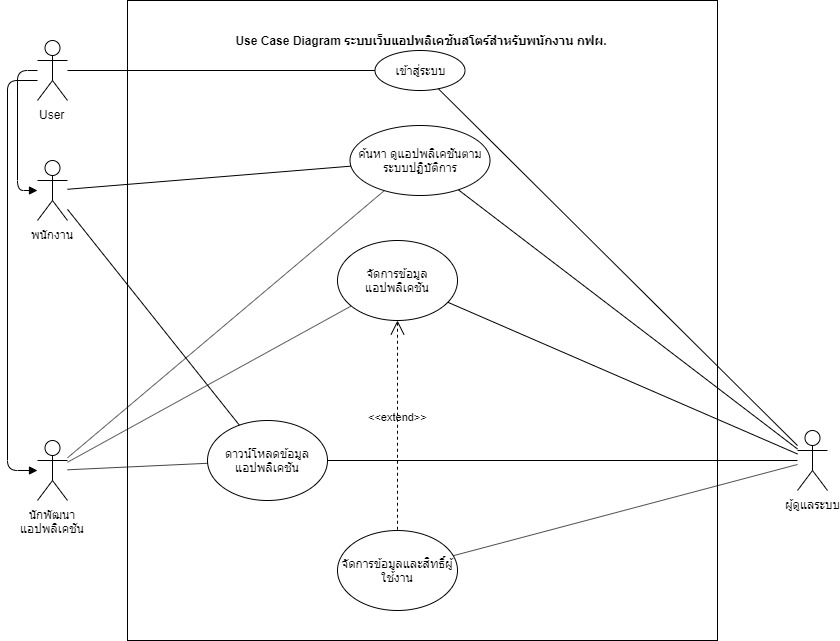 Use Case Diagram ระบบเว็บแอปพลิเคชันสโตร์สำหรับพนักงาน กฟผ.
เข้าสู่ระบบ
User
ค้นหา ดูแอปพลิเคชันตาม
ระบบปฏิบัติการ
พนักงาน
จัดการข้อมูล
แอปพลิเคชัน
<<extend>>
ดาวน์โหลดข้อมูล
แอปพลิเคชัน
นักพัฒนา
แอปพลิเคชัน
ผู้ดูแลระบบ
จัดการข้อมูลและสิทธิ์ผู้
ใช้งาน